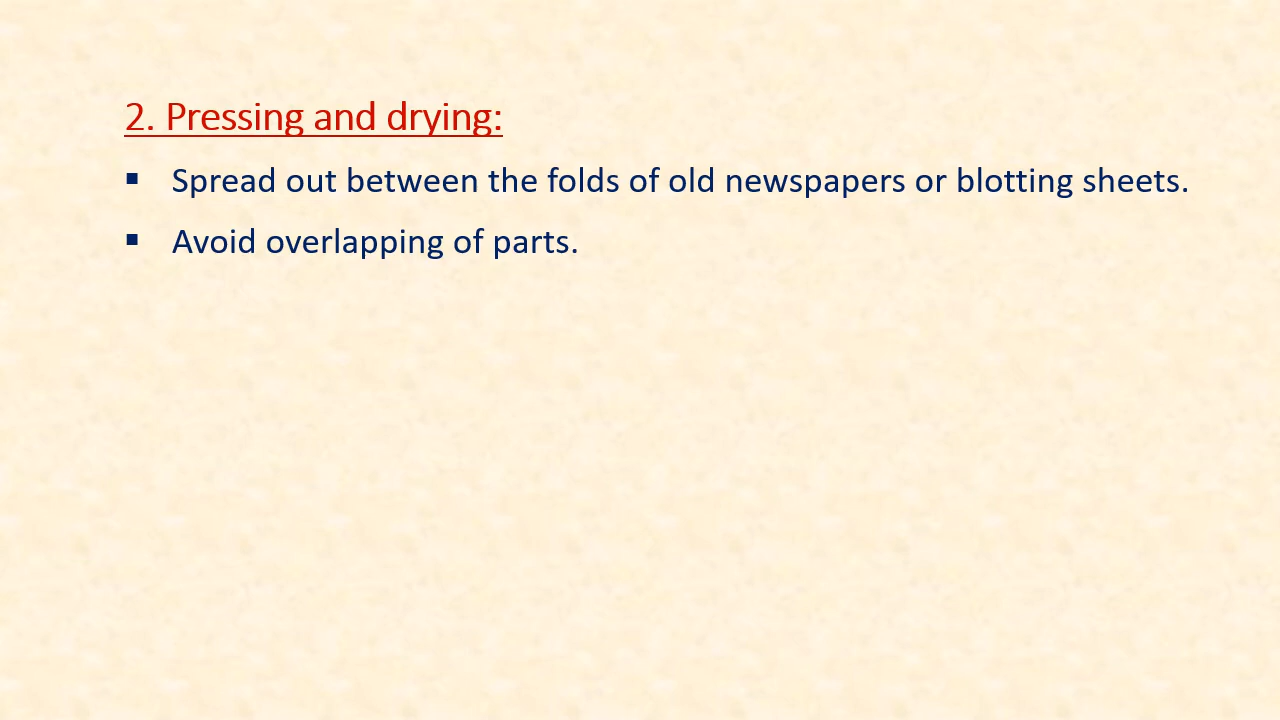 2. Pressing and drying:
▪ Spread out between the folds of old newspapers or blotting sheets.
▪ Avoid overlapping of parts.